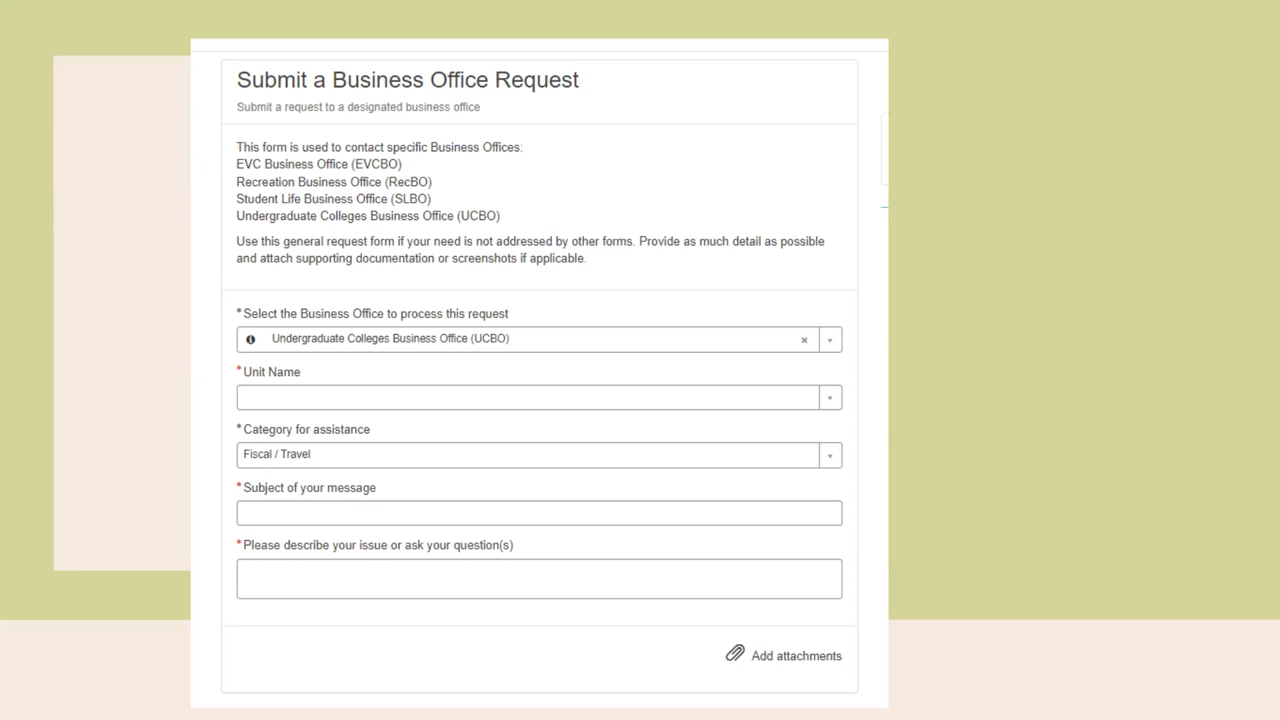 Submit a Business Office Request
Submit a request to a designated business office
This form is used to contact specific Business Offices:
EVC Business Office (EVCBO)
Recreation Business Office (RecBO)
Student Life Business Office (SLBO)
Undergraduate Colleges Business Office (UCBO)
Use this general request form if your need is not addressed by other forms. Provide as much detail as possible
and attach supporting documentation or screenshots if applicable.
*Select the Business Office to process this request
Undergraduate Colleges Business Office (UCBO)
*Unit Name
*Category for assistance
Fiscal / Travel
*Subject of your message
*Please describe your issue or ask your question(s)
Add attachments